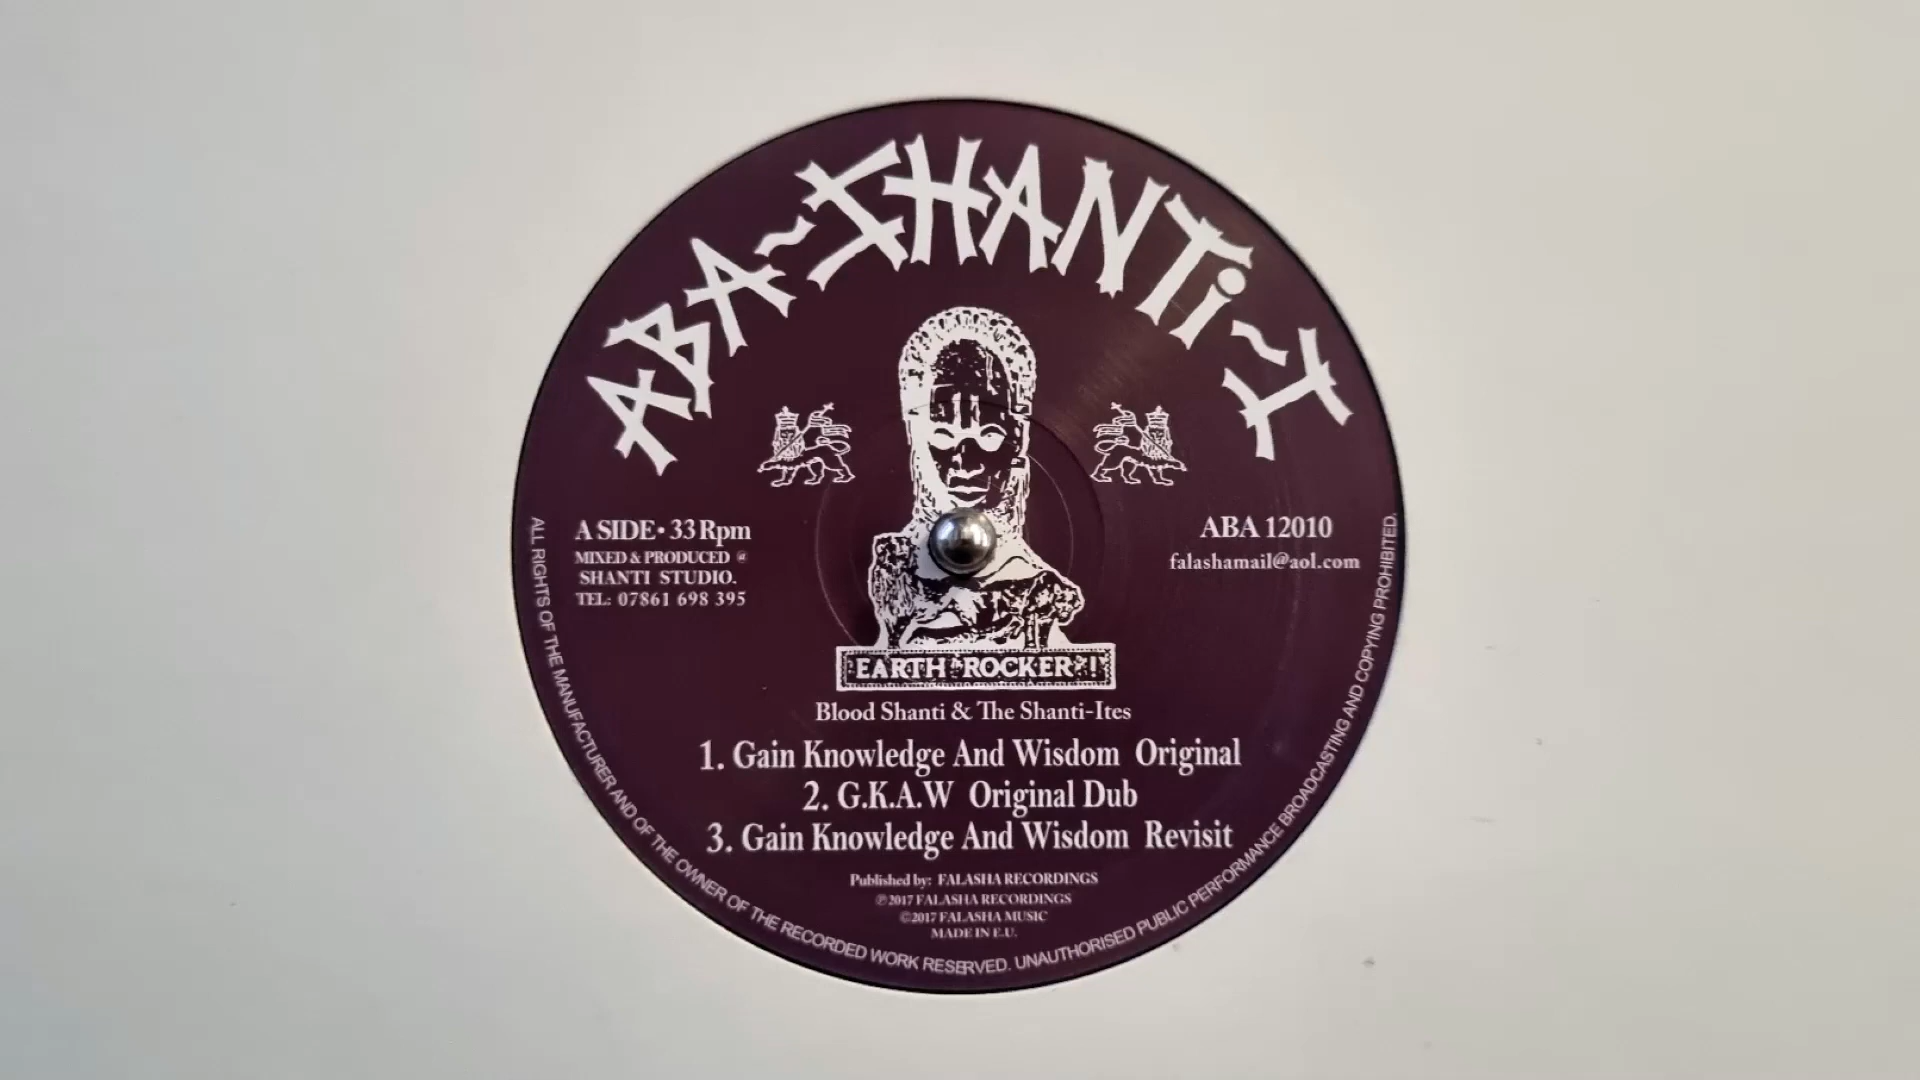 ABA~SHANTi~I
A SIDE• 33 Rpm
MIXED & PRODUCED @
SHANTI STUDIO.
TEL: 07861 698 395
ABA 12010
falashamail@aol.com
EARTH ROCKER !
Blood Shanti & The Shanti-Ites
1. Gain Knowledge And Wisdom Original
2. G.K.A.W Original Dub
3. Gain Knowledge And Wisdom Revisit
Published by: FALASHA RECORDINGS
℗2017 FALASHA RECORDINGS
©2017 FALASHA MUSIC
MADE IN E.U.
ALL RIGHTS OF THE MANUFACTURER AND OF THE OWNER OF THE RECORDED WORK RESERVED. UNAUTHORISED PUBLIC PERFORMANCE BROADCASTING AND COPYING PROHIBITED.